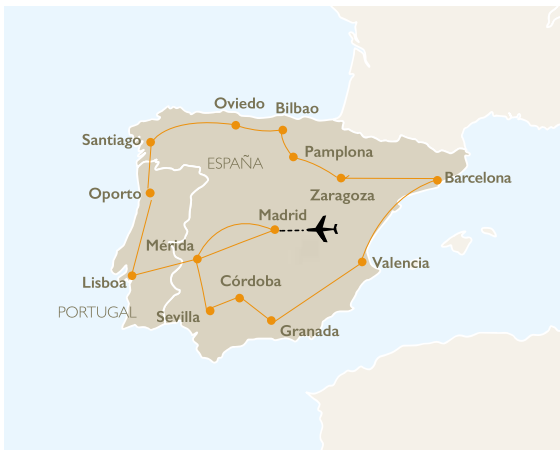 Oviedo
Bilbao
Santiago
Pamplona
ESPAÑA
Barcelona
Oporto
Zaragoza
Madrid
Mérida
Valencia
Lisboa
Córdoba
PORTUGAL
Sevilla
Granada